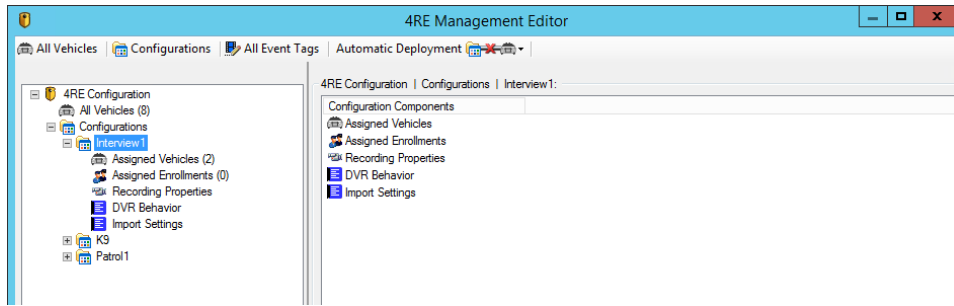 4RE Management Editor
All Vehicles Configurations All Event Tags Automatic Deployment
4RE Configuration
All Vehicles (8)
Configurations
Interview1
Assigned Vehicles (2)
Assigned Enrollments (0)
Recording Properties
DVR Behavior
Import Settings
K9
Patrol1
4RE Configuration | Configurations | Interview1:
Configuration Components
Assigned Vehicles
Assigned Enrollments
Recording Properties
DVR Behavior
Import Settings